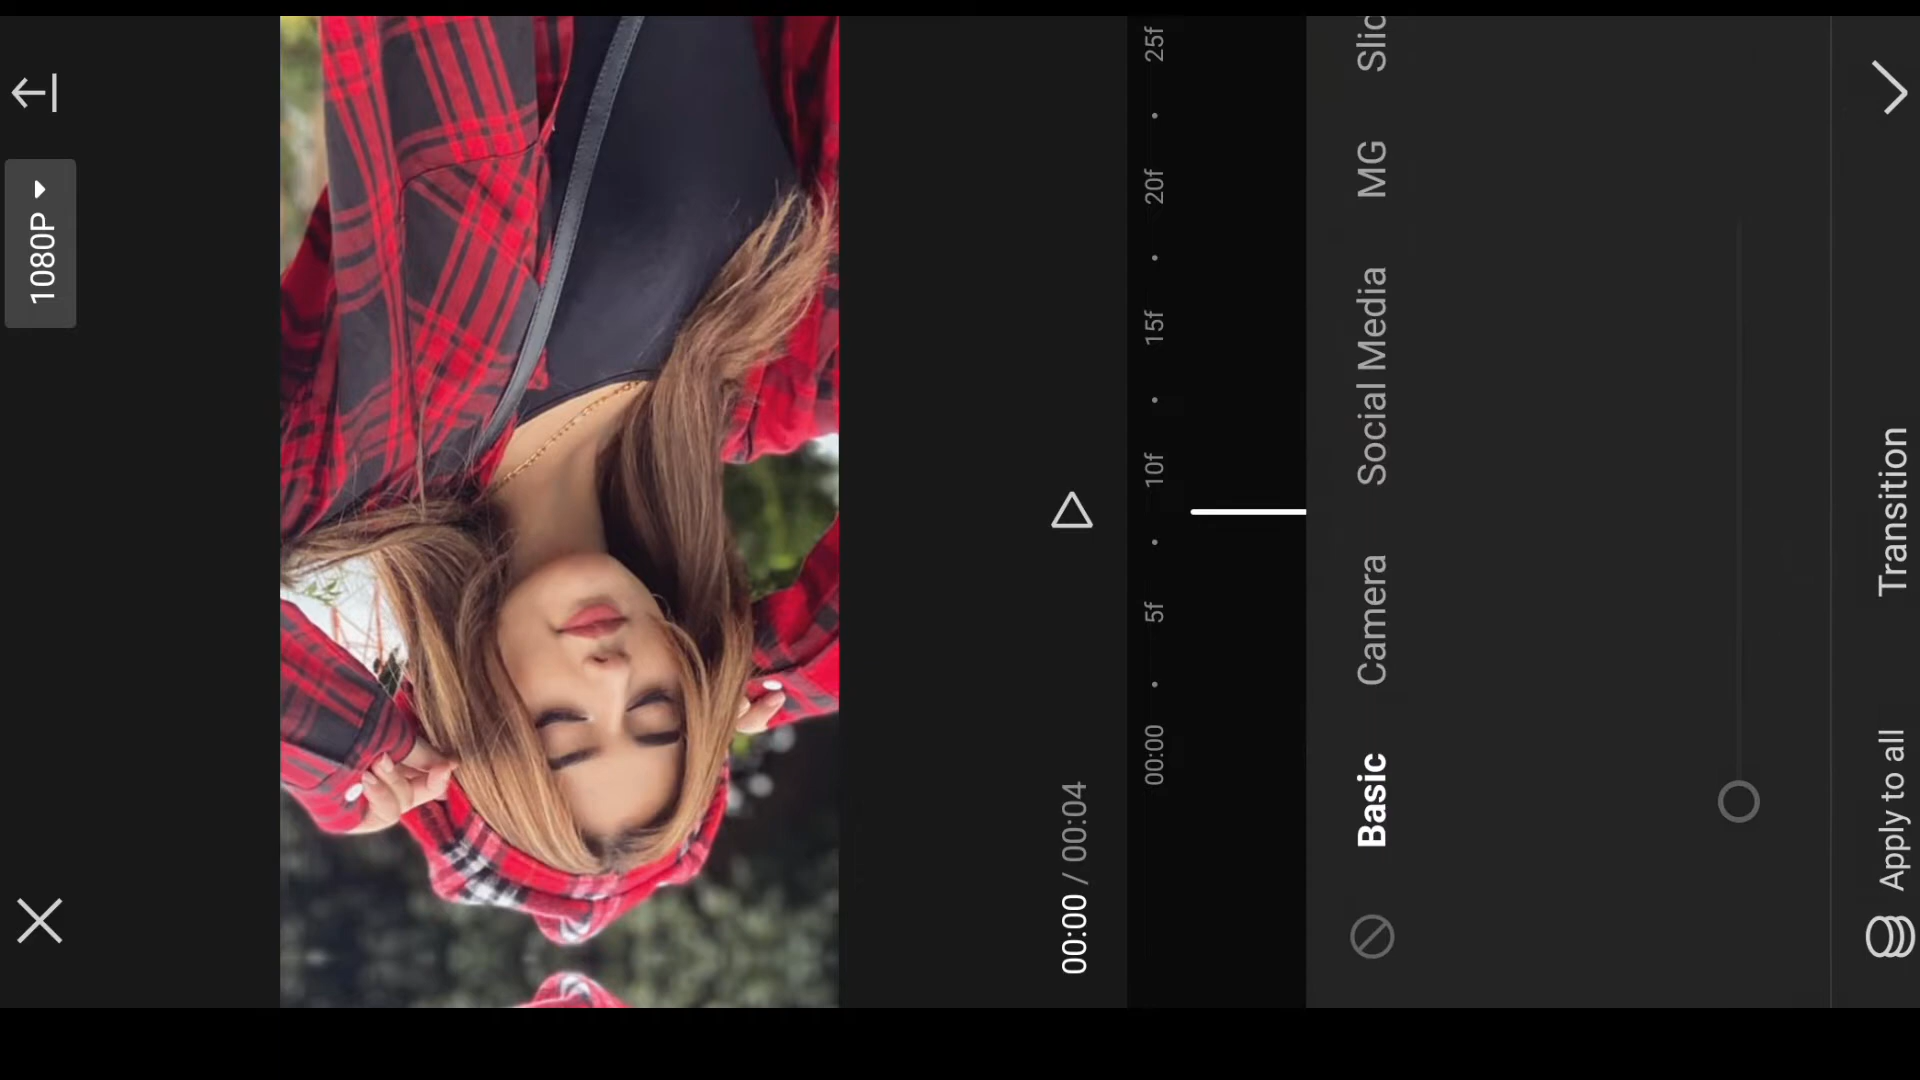 1080P
00:00 / 00:04
00:00 5f 10f 15f 20f 25f
Basic Camera Social Media MG Slid
Apply to all Transition